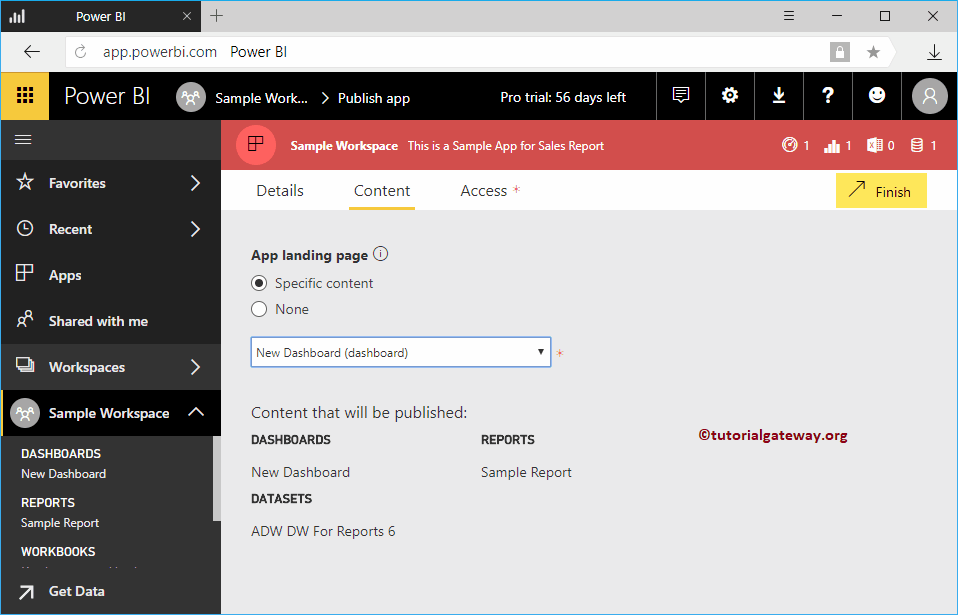 Power BI
app.powerbi.com Power BI
Power BI Sample Work... Publish app Pro trial: 56 days left
Sample Workspace This is a Sample App for Sales Report 1 1 0 1
Details Content Access * Finish
Favorites
Recent
Apps
Shared with me
Workspaces
Sample Workspace
DASHBOARDS
New Dashboard
REPORTS
Sample Report
WORKBOOKS
Get Data
App landing page
Specific content
None
New Dashboard (dashboard) *
Content that will be published:
DASHBOARDS REPORTS
New Dashboard Sample Report
DATASETS
ADW DW For Reports 6
©tutorialgateway.org